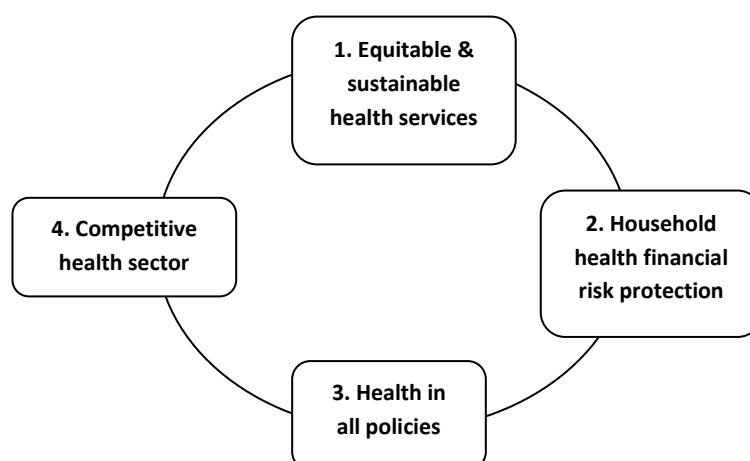 1. Equitable &
sustainable
health services
2. Household
health financial
risk protection
3. Health in
all policies
4. Competitive
health sector